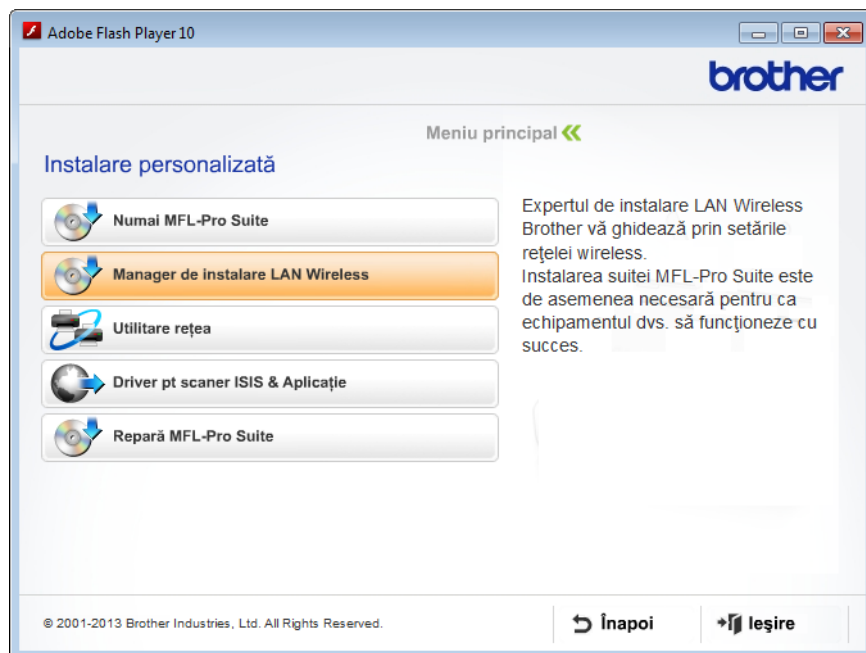 Adobe Flash Player 10
brother
Meniu principal
Instalare personalizată
Numai MFL-Pro Suite
Manager de instalare LAN Wireless
Utilitare rețea
Driver pt scaner ISIS & Aplicație
Repară MFL-Pro Suite
Expertul de instalare LAN Wireless
Brother vă ghidează prin setările
reţelei wireless.
Instalarea suitei MFL-Pro Suite este
de asemenea necesară pentru ca
echipamentul dvs. să funcţioneze cu
succes.
© 2001-2013 Brother Industries, Ltd. All Rights Reserved.
Înapoi
Ieşire